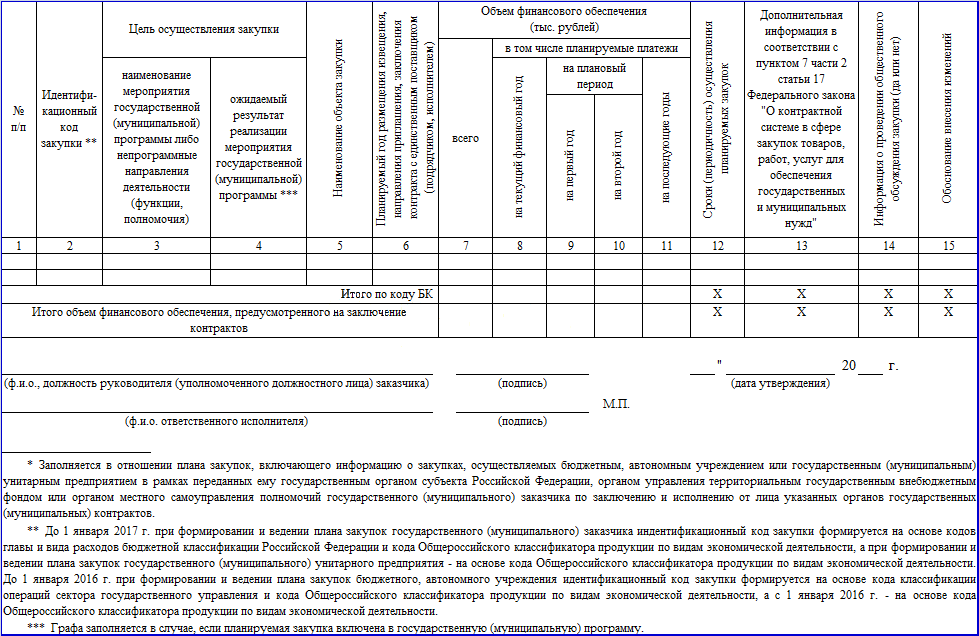 №
п/п
Идентифи-
кационный
код
закупки **
Цель осуществления закупки
наименование
мероприятия
государственной
(муниципальной)
программы либо
непрограммные
направления
деятельности
(функции,
полномочия)
ожидаемый
результат
реализации
мероприятия
государственной
(муниципальной)
программы ***
Наименование объекта закупки
Планируемый год размещения извещения,
направления приглашения, заключения
контракта с единственным поставщиком
(подрядчиком, исполнителем)
Объем финансового обеспечения
(тыс. рублей)
всего
в том числе планируемые платежи
на текущий финансовый год
на плановый
период
на первый год
на второй год
на последующие годы
Сроки (периодичность) осуществления
планируемых закупок
Дополнительная
информация в
соответствии с
пунктом 7 части 2
статьи 17
Федерального закона
"О контрактной
системе в сфере
закупок товаров,
работ, услуг для
обеспечения
государственных
и муниципальных
нужд"
Информация о проведении общественного
обсуждения закупки (да или нет)
Обоснование внесения изменений
1 2 3 4 5 6 7 8 9 10 11 12 13 14 15
Итого по коду БК X X X X
Итого объем финансового обеспечения, предусмотренного на заключение
контрактов X X X X
" 20 г.
(ф.и.о., должность руководителя (уполномоченного должностного лица) заказчика) (подпись) (дата утверждения)
М.П.
(ф.и.о. ответственного исполнителя) (подпись)
* Заполняется в отношении плана закупок, включающего информацию о закупках, осуществляемых бюджетным, автономным учреждением или государственным (муниципальным)
унитарным предприятием в рамках переданных ему государственным органом субъекта Российской Федерации, органом управления территориальным государственным внебюджетным
фондом или органом местного самоуправления полномочий государственного (муниципального) заказчика по заключению и исполнению от лица указанных органов государственных
(муниципальных) контрактов.
** До 1 января 2017 г. при формировании и ведении плана закупок государственного (муниципального) заказчика индентификационный код закупки формируется на основе кодов
главы и вида расходов бюджетной классификации Российской Федерации и кода Общероссийского классификатора продукции по видам экономической деятельности, а при формировании и
ведении плана закупок государственного (муниципального) унитарного предприятия - на основе кода Общероссийского классификатора продукции по видам экономической деятельности.
До 1 января 2016 г. при формировании и ведении плана закупок бюджетного, автономного учреждения идентификационный код закупки формируется на основе кода классификации
операций сектора государственного управления и кода Общероссийского классификатора продукции по видам экономической деятельности, а с 1 января 2016 г. - на основе кода
Общероссийского классификатора продукции по видам экономической деятельности.
*** Графа заполняется в случае, если планируемая закупка включена в государственную (муниципальную) программу.